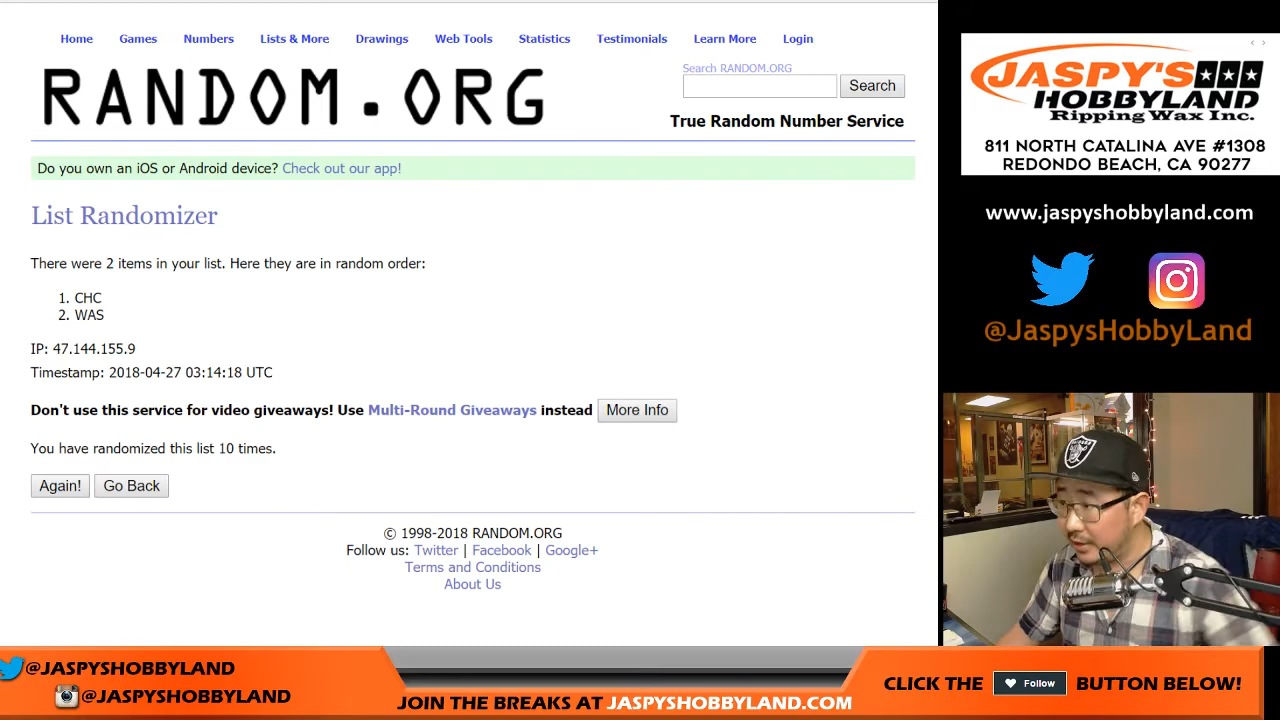 Home Games Numbers Lists & More Drawings Web Tools Statistics Testimonials Learn More Login
RANDOM.ORG
Search RANDOM.ORG
Search
True Random Number Service
Do you own an iOS or Android device? Check out our app!
List Randomizer
There were 2 items in your list. Here they are in random order:
1. CHC
2. WAS
IP: 47.144.155.9
Timestamp: 2018-04-27 03:14:18 UTC
Don't use this service for video giveaways! Use Multi-Round Giveaways instead More Info
You have randomized this list 10 times.
Again! Go Back
© 1998-2018 RANDOM.ORG
Follow us: Twitter | Facebook | Google+
Terms and Conditions
About Us
JASPY'S
HOBBYLAND
Ripping Wax Inc.
811 NORTH CATALINA AVE #1308
REDONDO BEACH, CA 90277
www.jaspyshobbyland.com
@JaspysHobbyLand
@JASPYSHOBBYLAND
@JASPYSHOBBYLAND
JOIN THE BREAKS AT JASPYSHOBBYLAND.COM
CLICK THE Follow BUTTON BELOW!